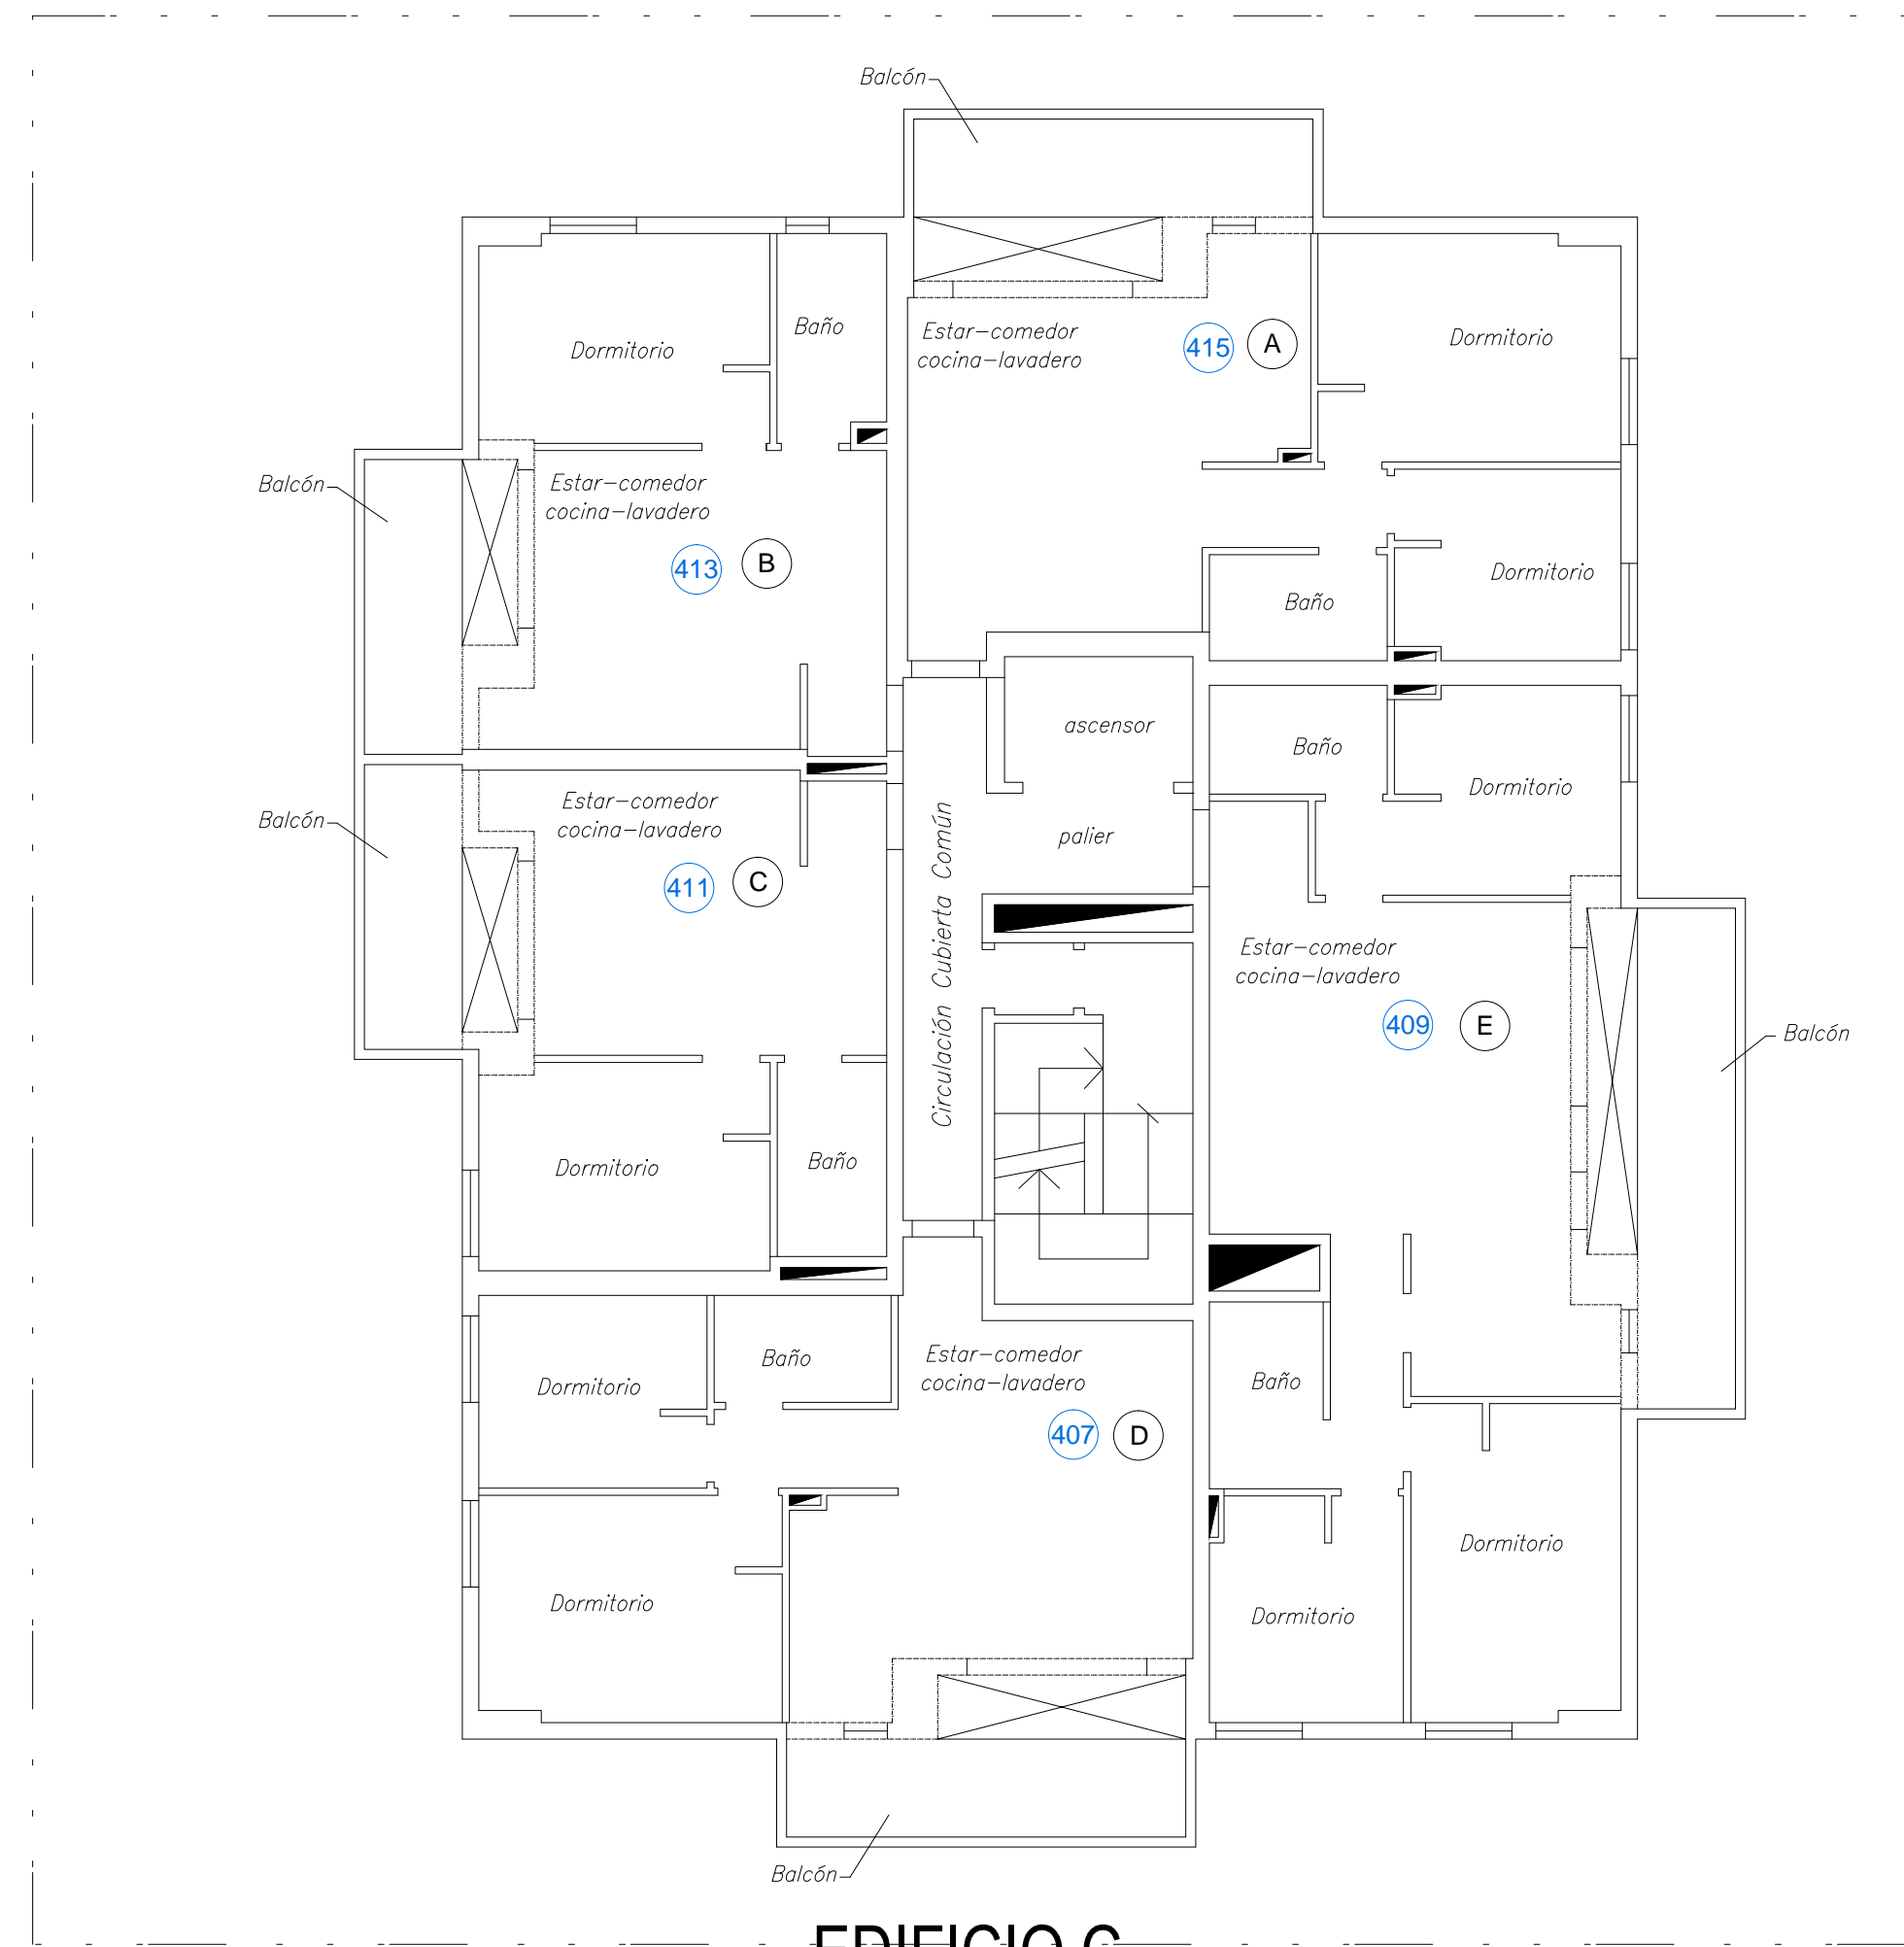 Balcón
Baño
Dormitorio
Estar-comedor
cocina-lavadero
415
A
Dormitorio
Balcón
Estar-comedor
cocina-lavadero
413
B
Dormitorio
Baño
ascensor
Baño
Dormitorio
Balcón
Estar-comedor
cocina-lavadero
411
C
Circulación Cubierta Común
palier
Estar-comedor
cocina-lavadero
409
E
Balcón
Dormitorio
Baño
Dormitorio
Baño
Estar-comedor
cocina-lavadero
407
D
Baño
Dormitorio
Dormitorio
Dormitorio
Balcón
EDIFICIO C